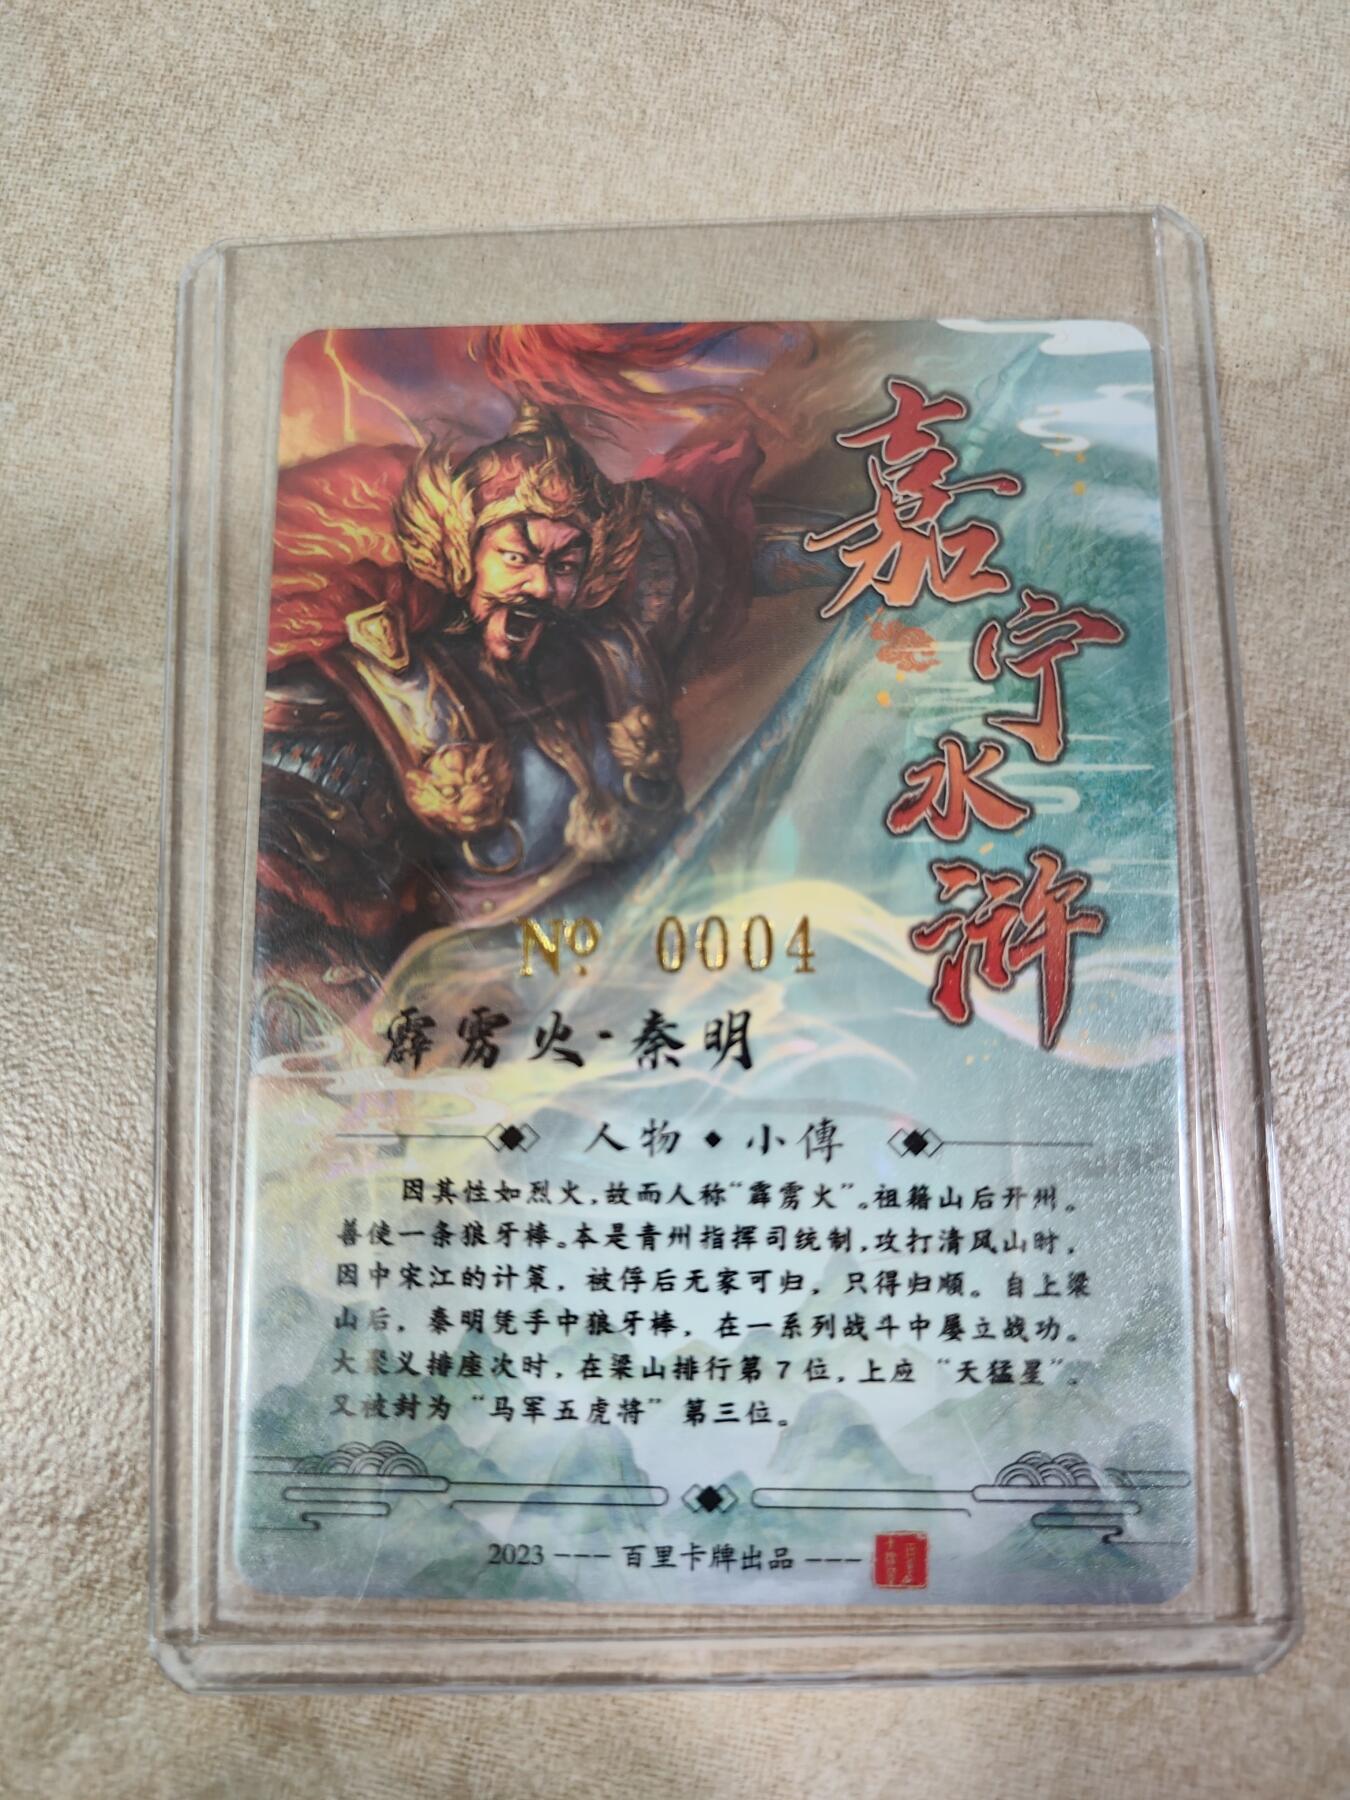 嘉宁水浒
Nº 0004
霹雳火·秦明
人物◆小傳
因其性如烈火，故而人称“霹雳火”。祖籍山后开州。
善使一条狼牙棒。本是青州指挥司统制，攻打清风山时，
因中宋江的计策，被俘后无家可归，只得归顺。自上梁
山后，秦明凭手中狼牙棒，在一系列战斗中屡立战功。
大聚义排座次时，在梁山排行第7位，上应“天猛星”。
又被封为“马军五虎将”第三位。
2023 --- 百里卡牌出品 ---